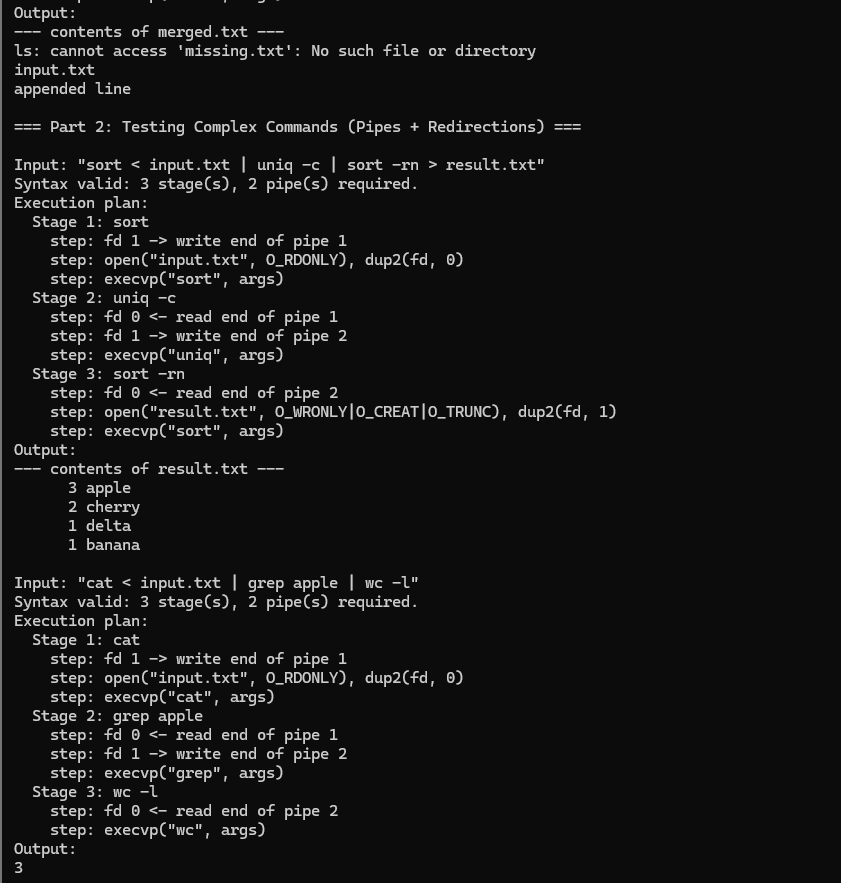 Output:
--- contents of merged.txt ---
ls: cannot access 'missing.txt': No such file or directory
input.txt
appended line

=== Part 2: Testing Complex Commands (Pipes + Redirections) ===

Input: "sort < input.txt | uniq -c | sort -rn > result.txt"
Syntax valid: 3 stage(s), 2 pipe(s) required.
Execution plan:
  Stage 1: sort
    step: fd 1 -> write end of pipe 1
    step: open("input.txt", O_RDONLY), dup2(fd, 0)
    step: execvp("sort", args)
  Stage 2: uniq -c
    step: fd 0 <- read end of pipe 1
    step: fd 1 -> write end of pipe 2
    step: execvp("uniq", args)
  Stage 3: sort -rn
    step: fd 0 <- read end of pipe 2
    step: open("result.txt", O_WRONLY|O_CREAT|O_TRUNC), dup2(fd, 1)
    step: execvp("sort", args)
Output:
--- contents of result.txt ---
      3 apple
      2 cherry
      1 delta
      1 banana

Input: "cat < input.txt | grep apple | wc -l"
Syntax valid: 3 stage(s), 2 pipe(s) required.
Execution plan:
  Stage 1: cat
    step: fd 1 -> write end of pipe 1
    step: open("input.txt", O_RDONLY), dup2(fd, 0)
    step: execvp("cat", args)
  Stage 2: grep apple
    step: fd 0 <- read end of pipe 1
    step: fd 1 -> write end of pipe 2
    step: execvp("grep", args)
  Stage 3: wc -l
    step: fd 0 <- read end of pipe 2
    step: execvp("wc", args)
Output:
3